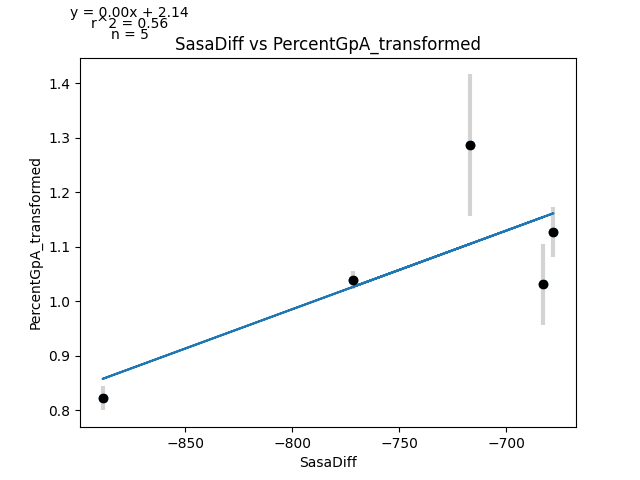 y = 0.00x + 2.14
r^2 = 0.56
n = 5
SasaDiff vs PercentGpA_transformed
1.4
1.3
1.2
1.1
1.0
0.9
0.8
PercentGpA_transformed
−850
−800
−750
−700
SasaDiff